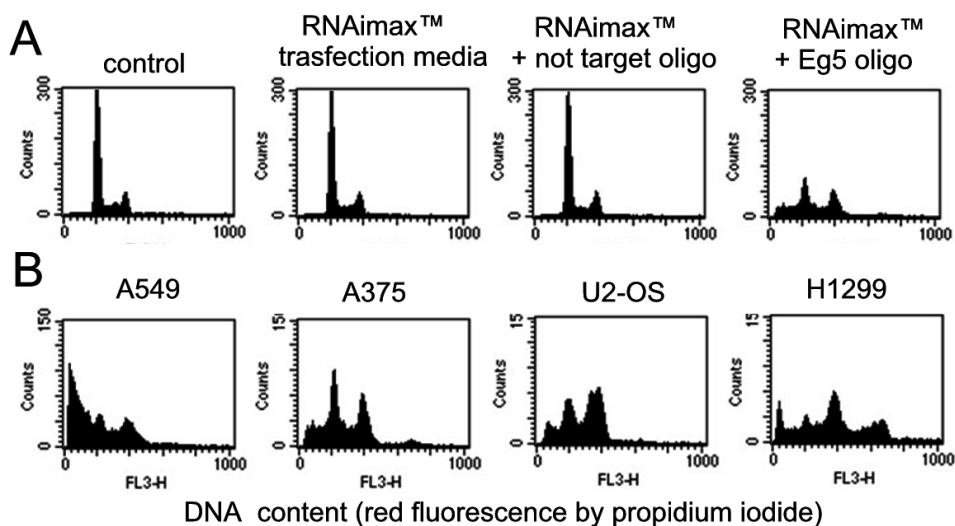 A
control
RNAimax™
trasfection media
RNAimax™
+ not target oligo
RNAimax™
+ Eg5 oligo
300
Counts
0
0
1000
300
Counts
0
0
1000
300
Counts
0
0
1000
300
Counts
0
0
1000
B
A549
A375
U2-OS
H1299
150
Counts
0
0
1000
FL3-H
15
Counts
0
0
1000
FL3-H
15
Counts
0
0
1000
FL3-H
15
Counts
0
0
1000
FL3-H
DNA content (red fluorescence by propidium iodide)